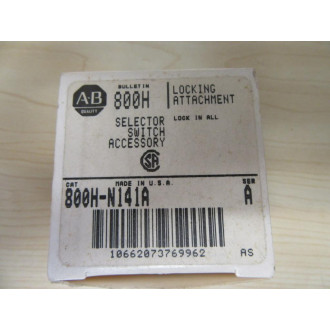 A·B
QUALITY
BULLETIN
800H
LOCKING
ATTACHMENT
LOCK IN ALL
SELECTOR
SWITCH
ACCESSORY
SA
CAT
MADE IN U.S.A.
SER
800H-N141A
A
10662073769962
AS